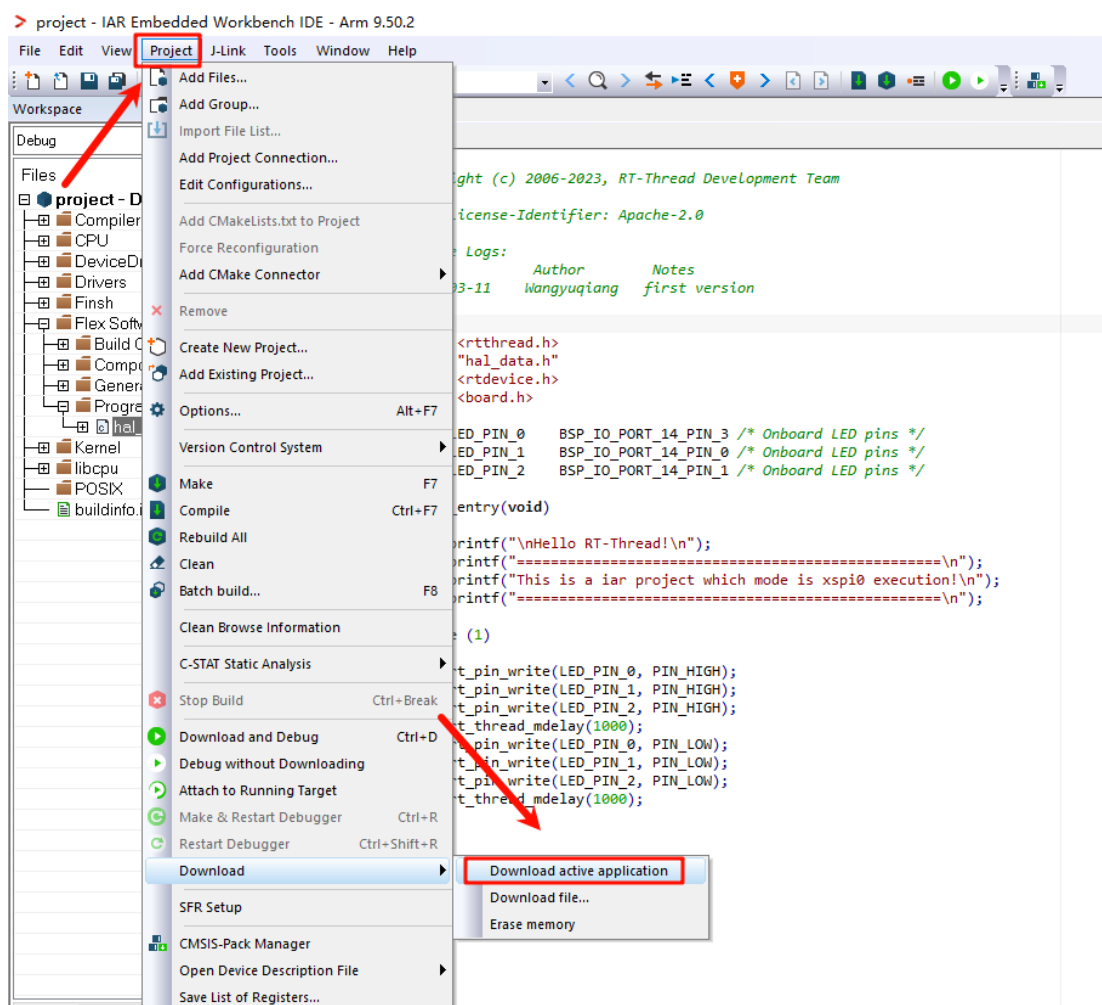 project - IAR Embedded Workbench IDE - Arm 9.50.2
File Edit View Project J-Link Tools Window Help
Workspace
Debug
Files
project - D
Compiler
CPU
DeviceD
Drivers
Finsh
Flex Softw
Build C
Compo
Genera
Progra
hal_
Kernel
libcpu
POSIX
buildinfo.i
Add Files...
Add Group...
Import File List...
Add Project Connection...
Edit Configurations...
Add CMakeLists.txt to Project
Force Reconfiguration
Add CMake Connector
Remove
Create New Project...
Add Existing Project...
Options... Alt+F7
Version Control System
Make F7
Compile Ctrl+F7
Rebuild All
Clean
Batch build... F8
Clean Browse Information
C-STAT Static Analysis
Stop Build Ctrl+Break
Download and Debug Ctrl+D
Debug without Downloading
Attach to Running Target
Make & Restart Debugger Ctrl+R
Restart Debugger Ctrl+Shift+R
Download
SFR Setup
CMSIS-Pack Manager
Open Device Description File
Save List of Registers...
Download active application
Download file...
Erase memory
ght (c) 2006-2023, RT-Thread Development Team
icense-Identifier: Apache-2.0
e Logs:
Author Notes
03-11 Wangyuqiang first version
<rtthread.h>
"hal_data.h"
<rtdevice.h>
<board.h>
LED_PIN_0 BSP_IO_PORT_14_PIN_3 /* Onboard LED pins */
LED_PIN_1 BSP_IO_PORT_14_PIN_0 /* Onboard LED pins */
LED_PIN_2 BSP_IO_PORT_14_PIN_1 /* Onboard LED pins */
_entry(void)
printf("\nHello RT-Thread!\n");
printf("==================================================\n");
printf("This is a iar project which mode is xspi0 execution!\n");
printf("==================================================\n");
e (1)
rt_pin_write(LED_PIN_0, PIN_HIGH);
rt_pin_write(LED_PIN_1, PIN_HIGH);
rt_pin_write(LED_PIN_2, PIN_HIGH);
rt_thread_mdelay(1000);
rt_pin_write(LED_PIN_0, PIN_LOW);
rt_pin_write(LED_PIN_1, PIN_LOW);
rt_pin_write(LED_PIN_2, PIN_LOW);
rt_thread_mdelay(1000);